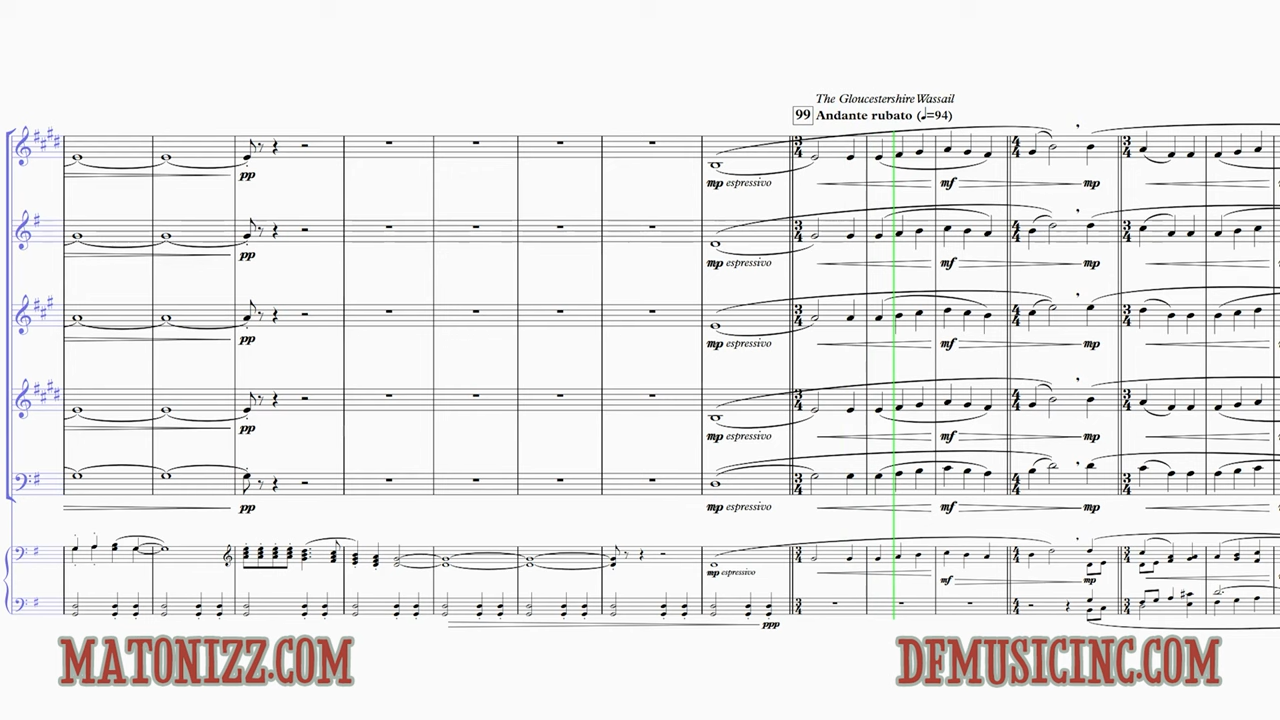 The Gloucestershire Wassail
99 Andante rubato (♩=94)
pp mp espressivo mf mp
pp mp espressivo mf mp
pp mp espressivo mf mp
pp mp espressivo mf mp
pp mp espressivo mf mp
mp espressivo mf mp
ppp
MATONIZZ.COM DFMUSICINC.COM